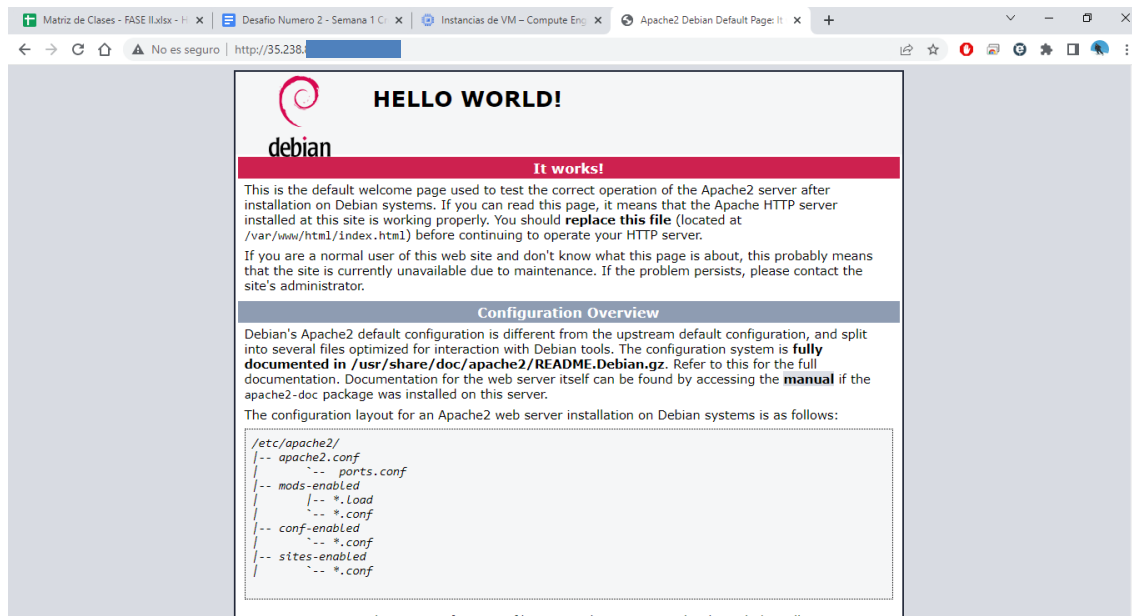 Matriz de Clases - FASE II.xlsx - H
Desafio Numero 2 - Semana 1 Cr
Instancias de VM – Compute Eng
Apache2 Debian Default Page: It
No es seguro
http://35.238.
debian
HELLO WORLD!
It works!
This is the default welcome page used to test the correct operation of the Apache2 server after
installation on Debian systems. If you can read this page, it means that the Apache HTTP server
installed at this site is working properly. You should replace this file (located at
/var/www/html/index.html) before continuing to operate your HTTP server.
If you are a normal user of this web site and don't know what this page is about, this probably means
that the site is currently unavailable due to maintenance. If the problem persists, please contact the
site's administrator.
Configuration Overview
Debian's Apache2 default configuration is different from the upstream default configuration, and split
into several files optimized for interaction with Debian tools. The configuration system is fully
documented in /usr/share/doc/apache2/README.Debian.gz. Refer to this for the full
documentation. Documentation for the web server itself can be found by accessing the manual if the
apache2-doc package was installed on this server.
The configuration layout for an Apache2 web server installation on Debian systems is as follows:
/etc/apache2/
|-- apache2.conf
|       `--  ports.conf
|-- mods-enabled
|       |-- *.load
|       `-- *.conf
|-- conf-enabled
|       `-- *.conf
|-- sites-enabled
|       `-- *.conf